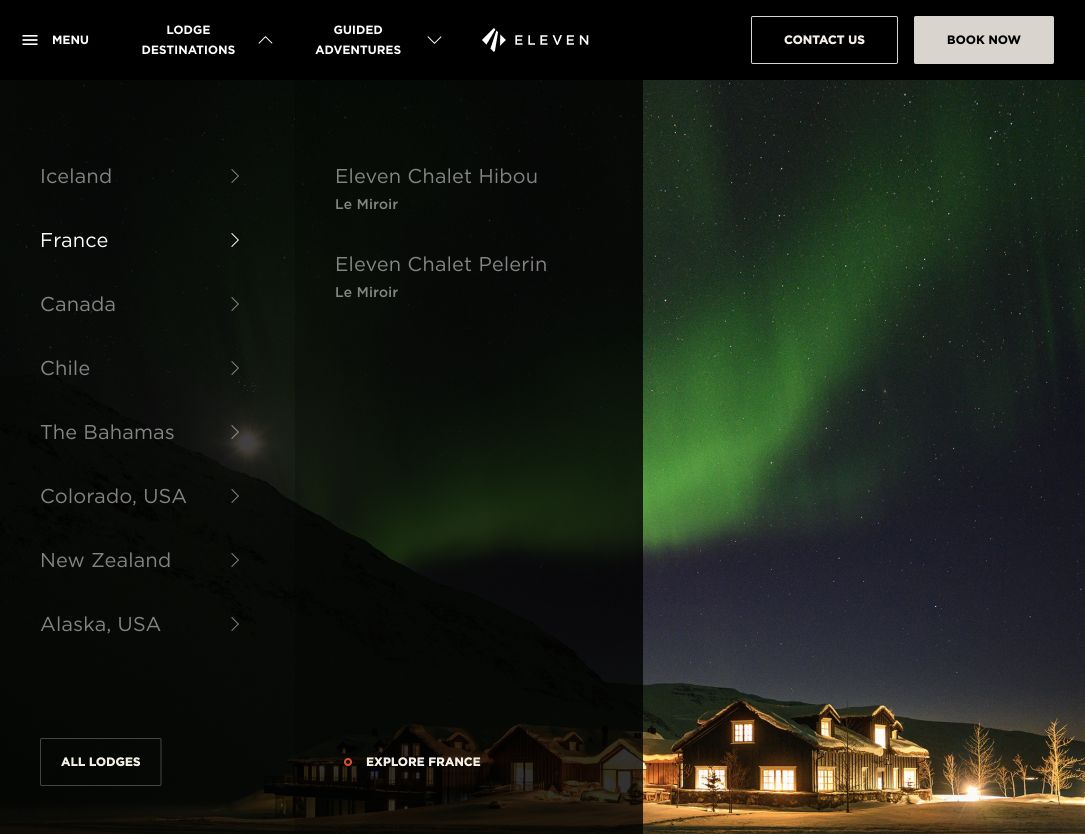 MENU
LODGE
DESTINATIONS
GUIDED
ADVENTURES
ELEVEN
CONTACT US
BOOK NOW
Iceland
France
Canada
Chile
The Bahamas
Colorado, USA
New Zealand
Alaska, USA
ALL LODGES
Eleven Chalet Hibou
Le Miroir
Eleven Chalet Pelerin
Le Miroir
EXPLORE FRANCE